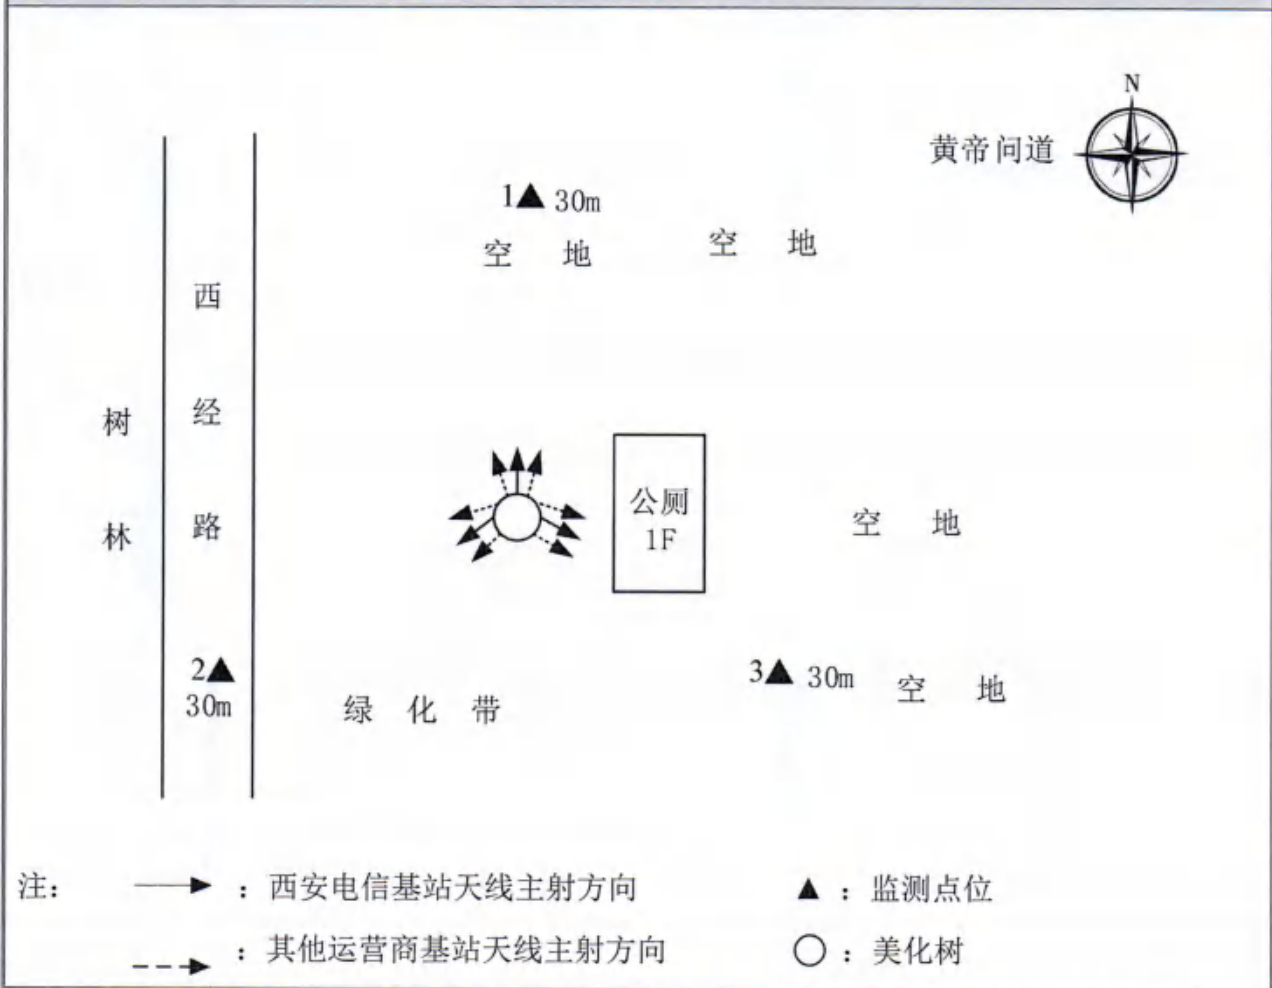 N
黄帝问道
1▲ 30m
空 地
空 地
西经路
树林
公厕
1F
空 地
2▲
30m
绿 化 带
3▲ 30m
空 地
注：
：西安电信基站天线主射方向
▲：监测点位
：其他运营商基站天线主射方向
○：美化树